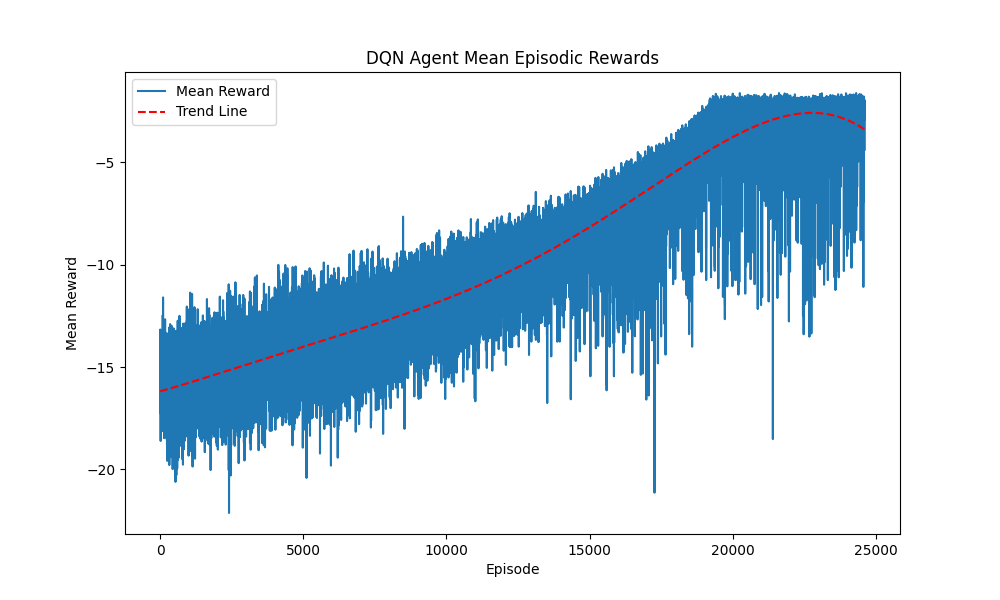 DQN Agent Mean Episodic Rewards
Mean Reward
Trend Line
−5
−10
−15
−20
Mean Reward
0
5000
10000
15000
20000
25000
Episode